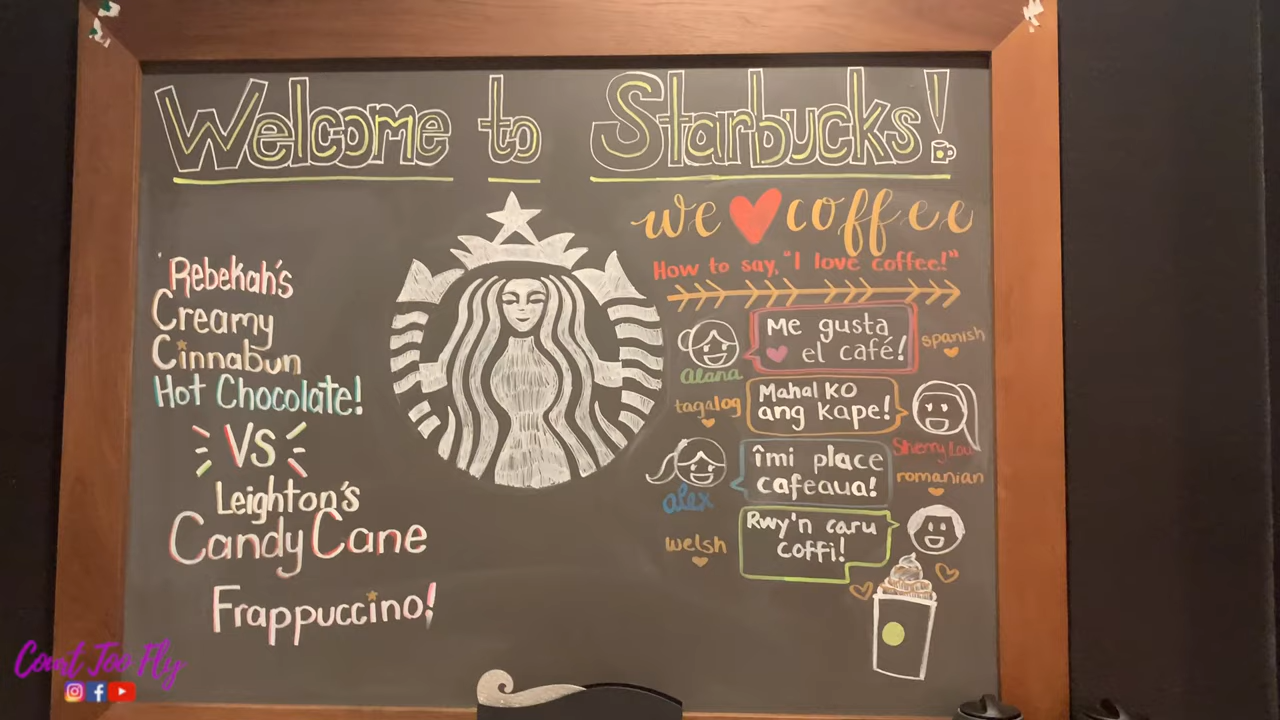 Welcome to Starbucks!
we coffee
How to say, "I love coffee!"
Rebekah's
Creamy
Cinnabun
Hot Chocolate!
VS
Leighton's
Candy Cane
Frappuccino!
Me gusta
el café!
spanish
alana
Mahal KO
ang kape!
tagalog
Sherry Lou
îmi place
cafeaua!
romanian
alex
Rwy'n caru
coffi!
welsh
Court Too Fly